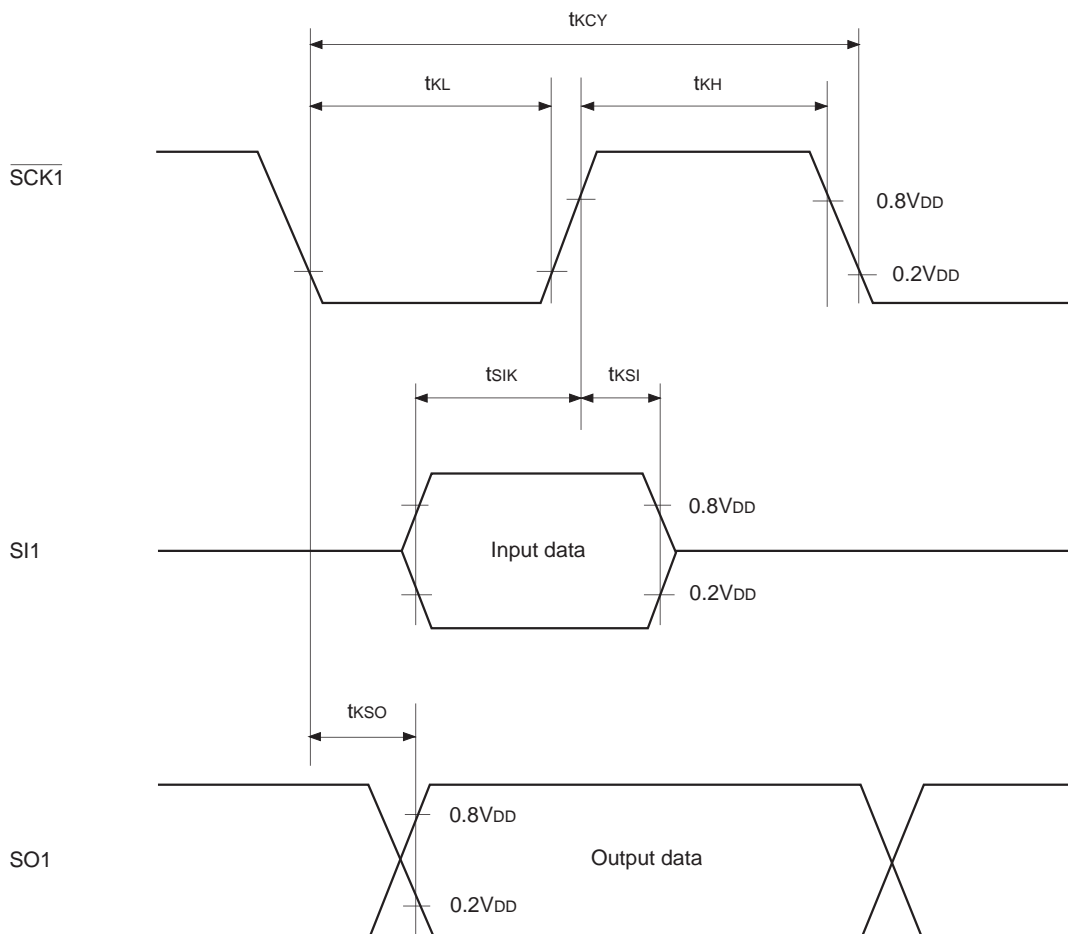 tKCY
tKL
tKH
SCK1
0.8VDD
0.2VDD
tSIK
tKSI
0.8VDD
SI1
Input data
0.2VDD
tKSO
0.8VDD
SO1
Output data
0.2VDD